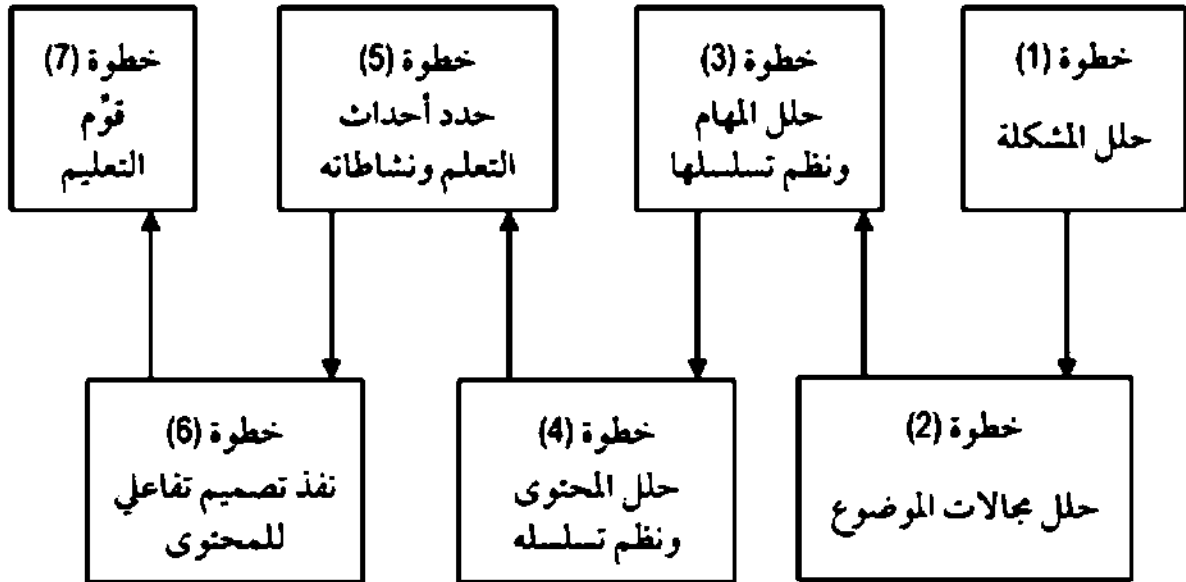 خطوة (1)
حلل المشكلة
خطوة (2)
حلل مجالات الموضوع
خطوة (3)
حلل المهام
ونظم تسلسلها
خطوة (4)
حلل المحتوى
ونظم تسلسله
خطوة (5)
حدد أحداث
التعلم ونشاطاته
خطوة (6)
نفذ تصميم تفاعلي
للمحتوى
خطوة (7)
قوِّم
التعليم